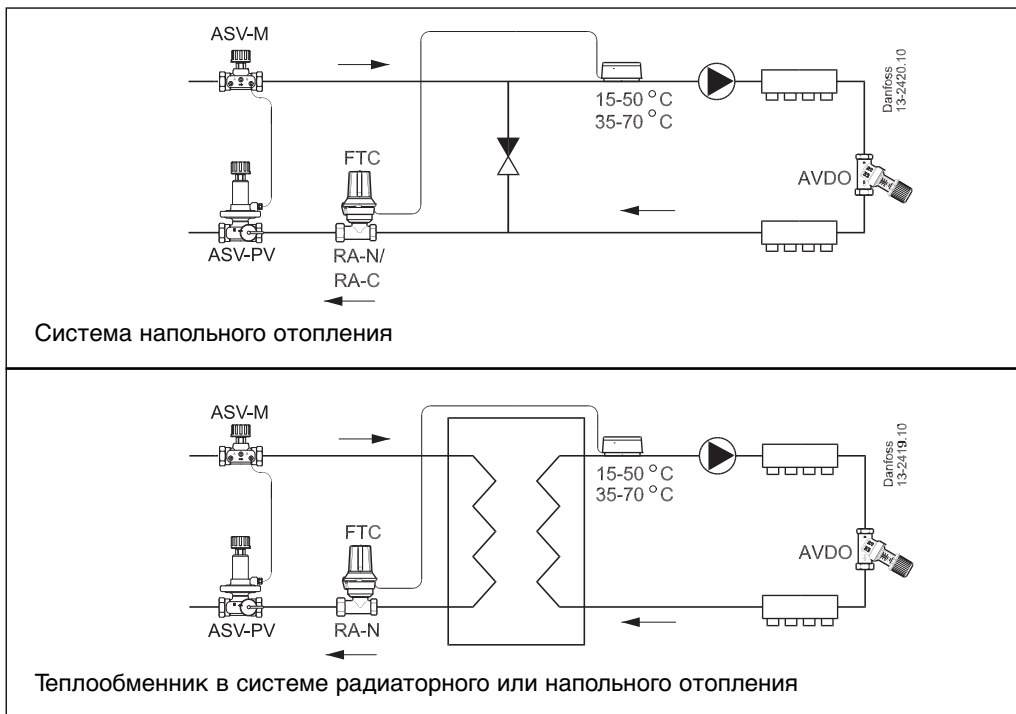 ASV-M
15-50 °C
35-70 °C
Danfoss
13-2420.10
FTC
AVDO
ASV-PV
RA-N/
RA-C
Система напольного отопления
ASV-M
15-50 °C
35-70 °C
Danfoss
13-2419.10
FTC
AVDO
ASV-PV
RA-N
Теплообменник в системе радиаторного или напольного отопления